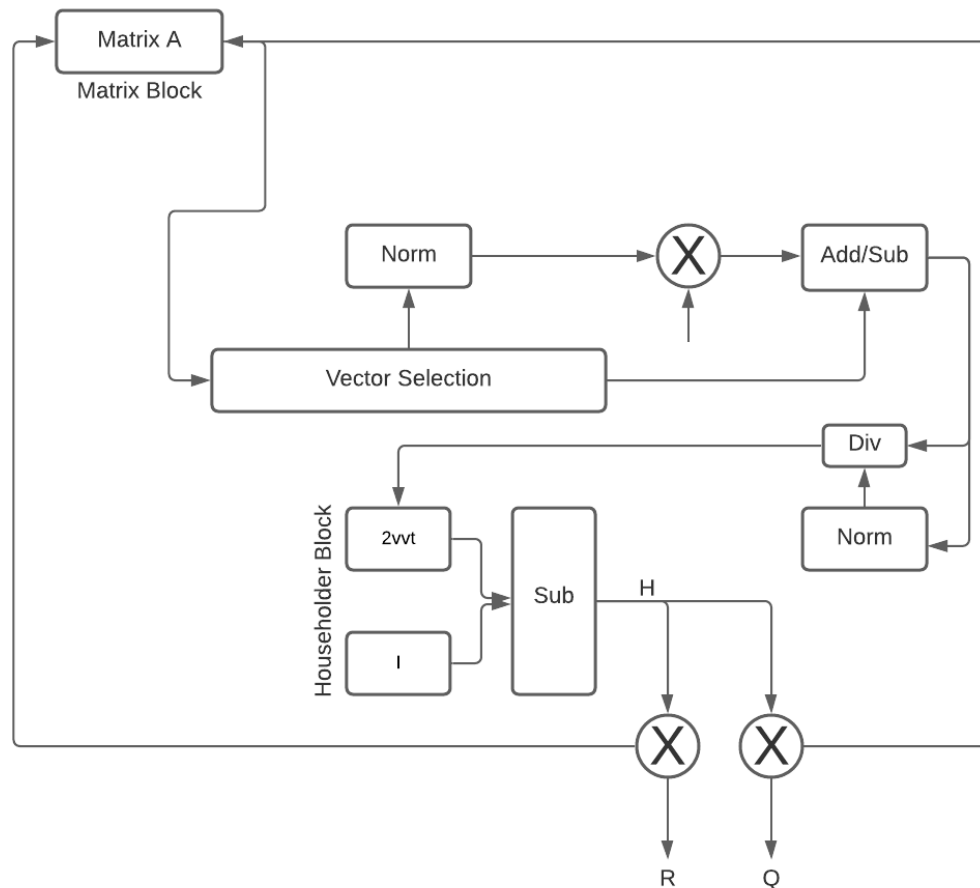 Matrix A
Matrix Block
Norm
X
Add/Sub
Vector Selection
Div
Norm
Householder Block
2vvt
I
Sub
H
X
X
R
Q